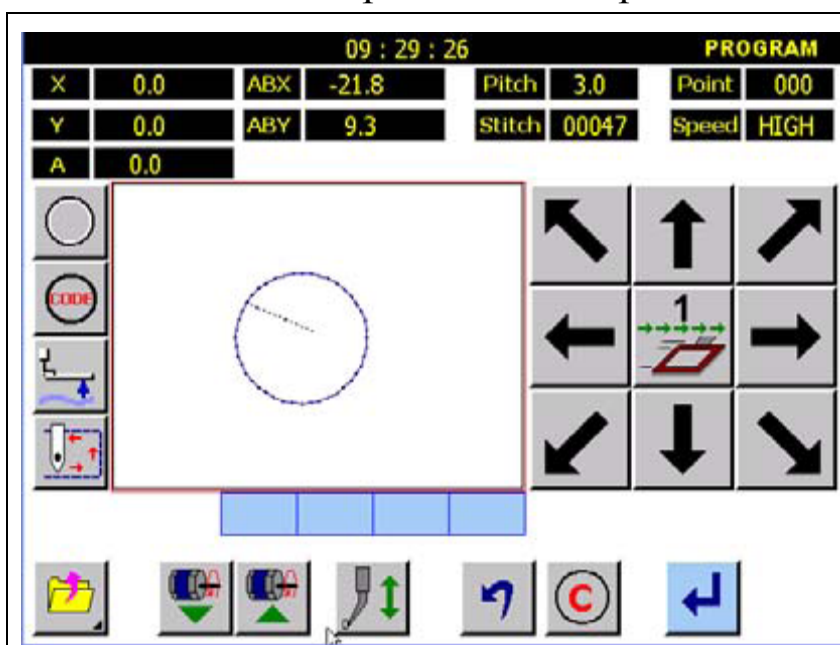 09 : 29 : 26 PROGRAM
X 0.0 ABX -21.8 Pitch 3.0 Point 000
Y 0.0 ABY 9.3 Stitch 00047 Speed HIGH
A 0.0
CODE
1
C